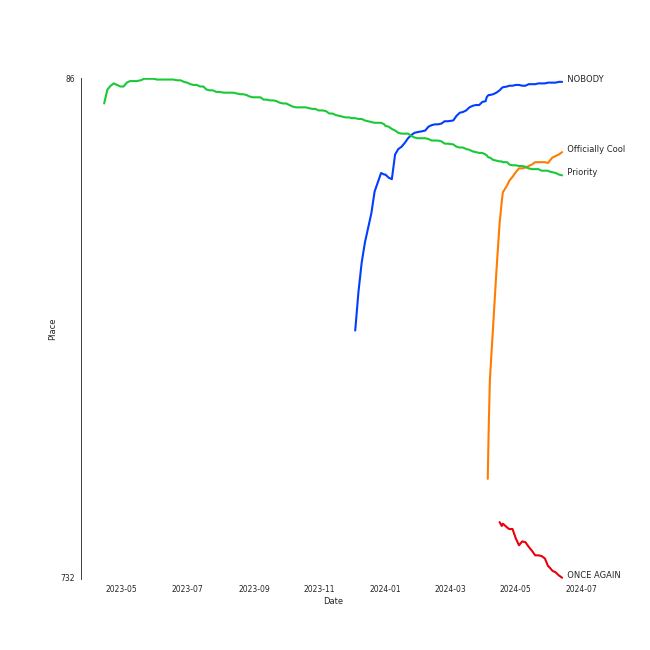 86
NOBODY
Officially Cool
Priority
Place
ONCE AGAIN
732
2023-05
2023-07
2023-09
2023-11
2024-01
2024-03
2024-05
2024-07
Date